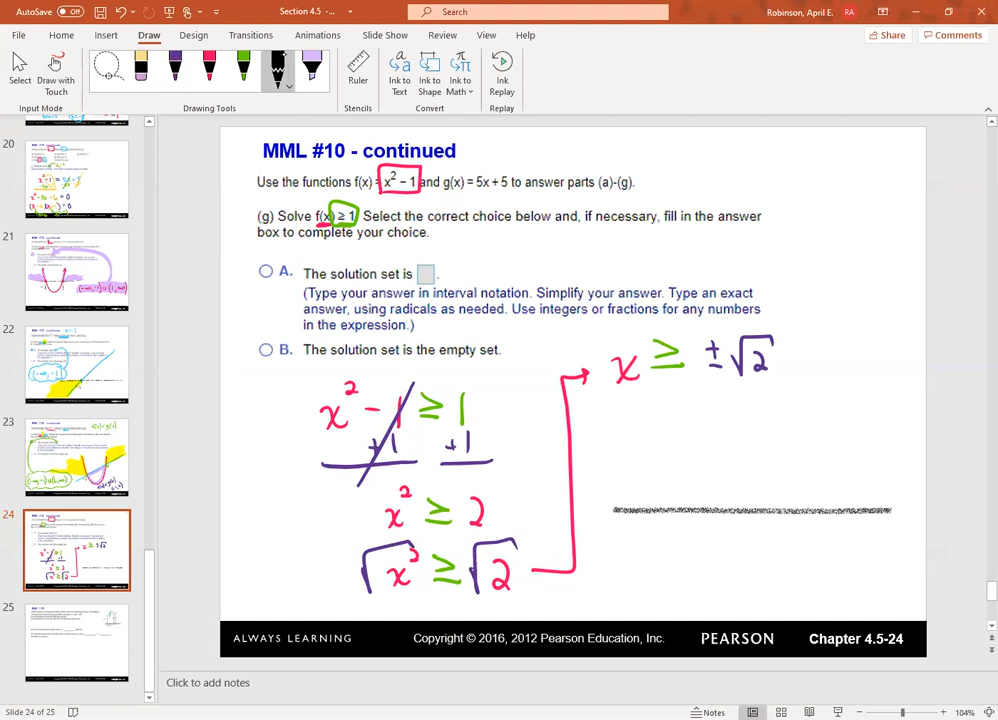 AutoSave Off
Section 4.5 -...
Search
Robinson, April E. RA
File Home Insert Draw Design Transitions Animations Slide Show Review View Help
Share Comments
Select
Draw with
Touch
Ruler
Ink to
Text
Ink to
Shape
Ink to
Math
Ink
Replay
Input Mode Drawing Tools Stencils Convert Replay
20
21
22
23
24
25
MML #10 - continued
Use the functions f(x) = x² − 1 and g(x) = 5x + 5 to answer parts (a)-(g).
(g) Solve f(x) ≥ 1. Select the correct choice below and, if necessary, fill in the answer
box to complete your choice.
A. The solution set is .
(Type your answer in interval notation. Simplify your answer. Type an exact
answer, using radicals as needed. Use integers or fractions for any numbers
in the expression.)
B. The solution set is the empty set.
x ≥ ±√2
x² − 1 ≥ 1
+1 +1
x² ≥ 2
√x² ≥ √2
ALWAYS LEARNING Copyright © 2016, 2012 Pearson Education, Inc. PEARSON Chapter 4.5-24
Click to add notes
Slide 24 of 25
Notes
104%